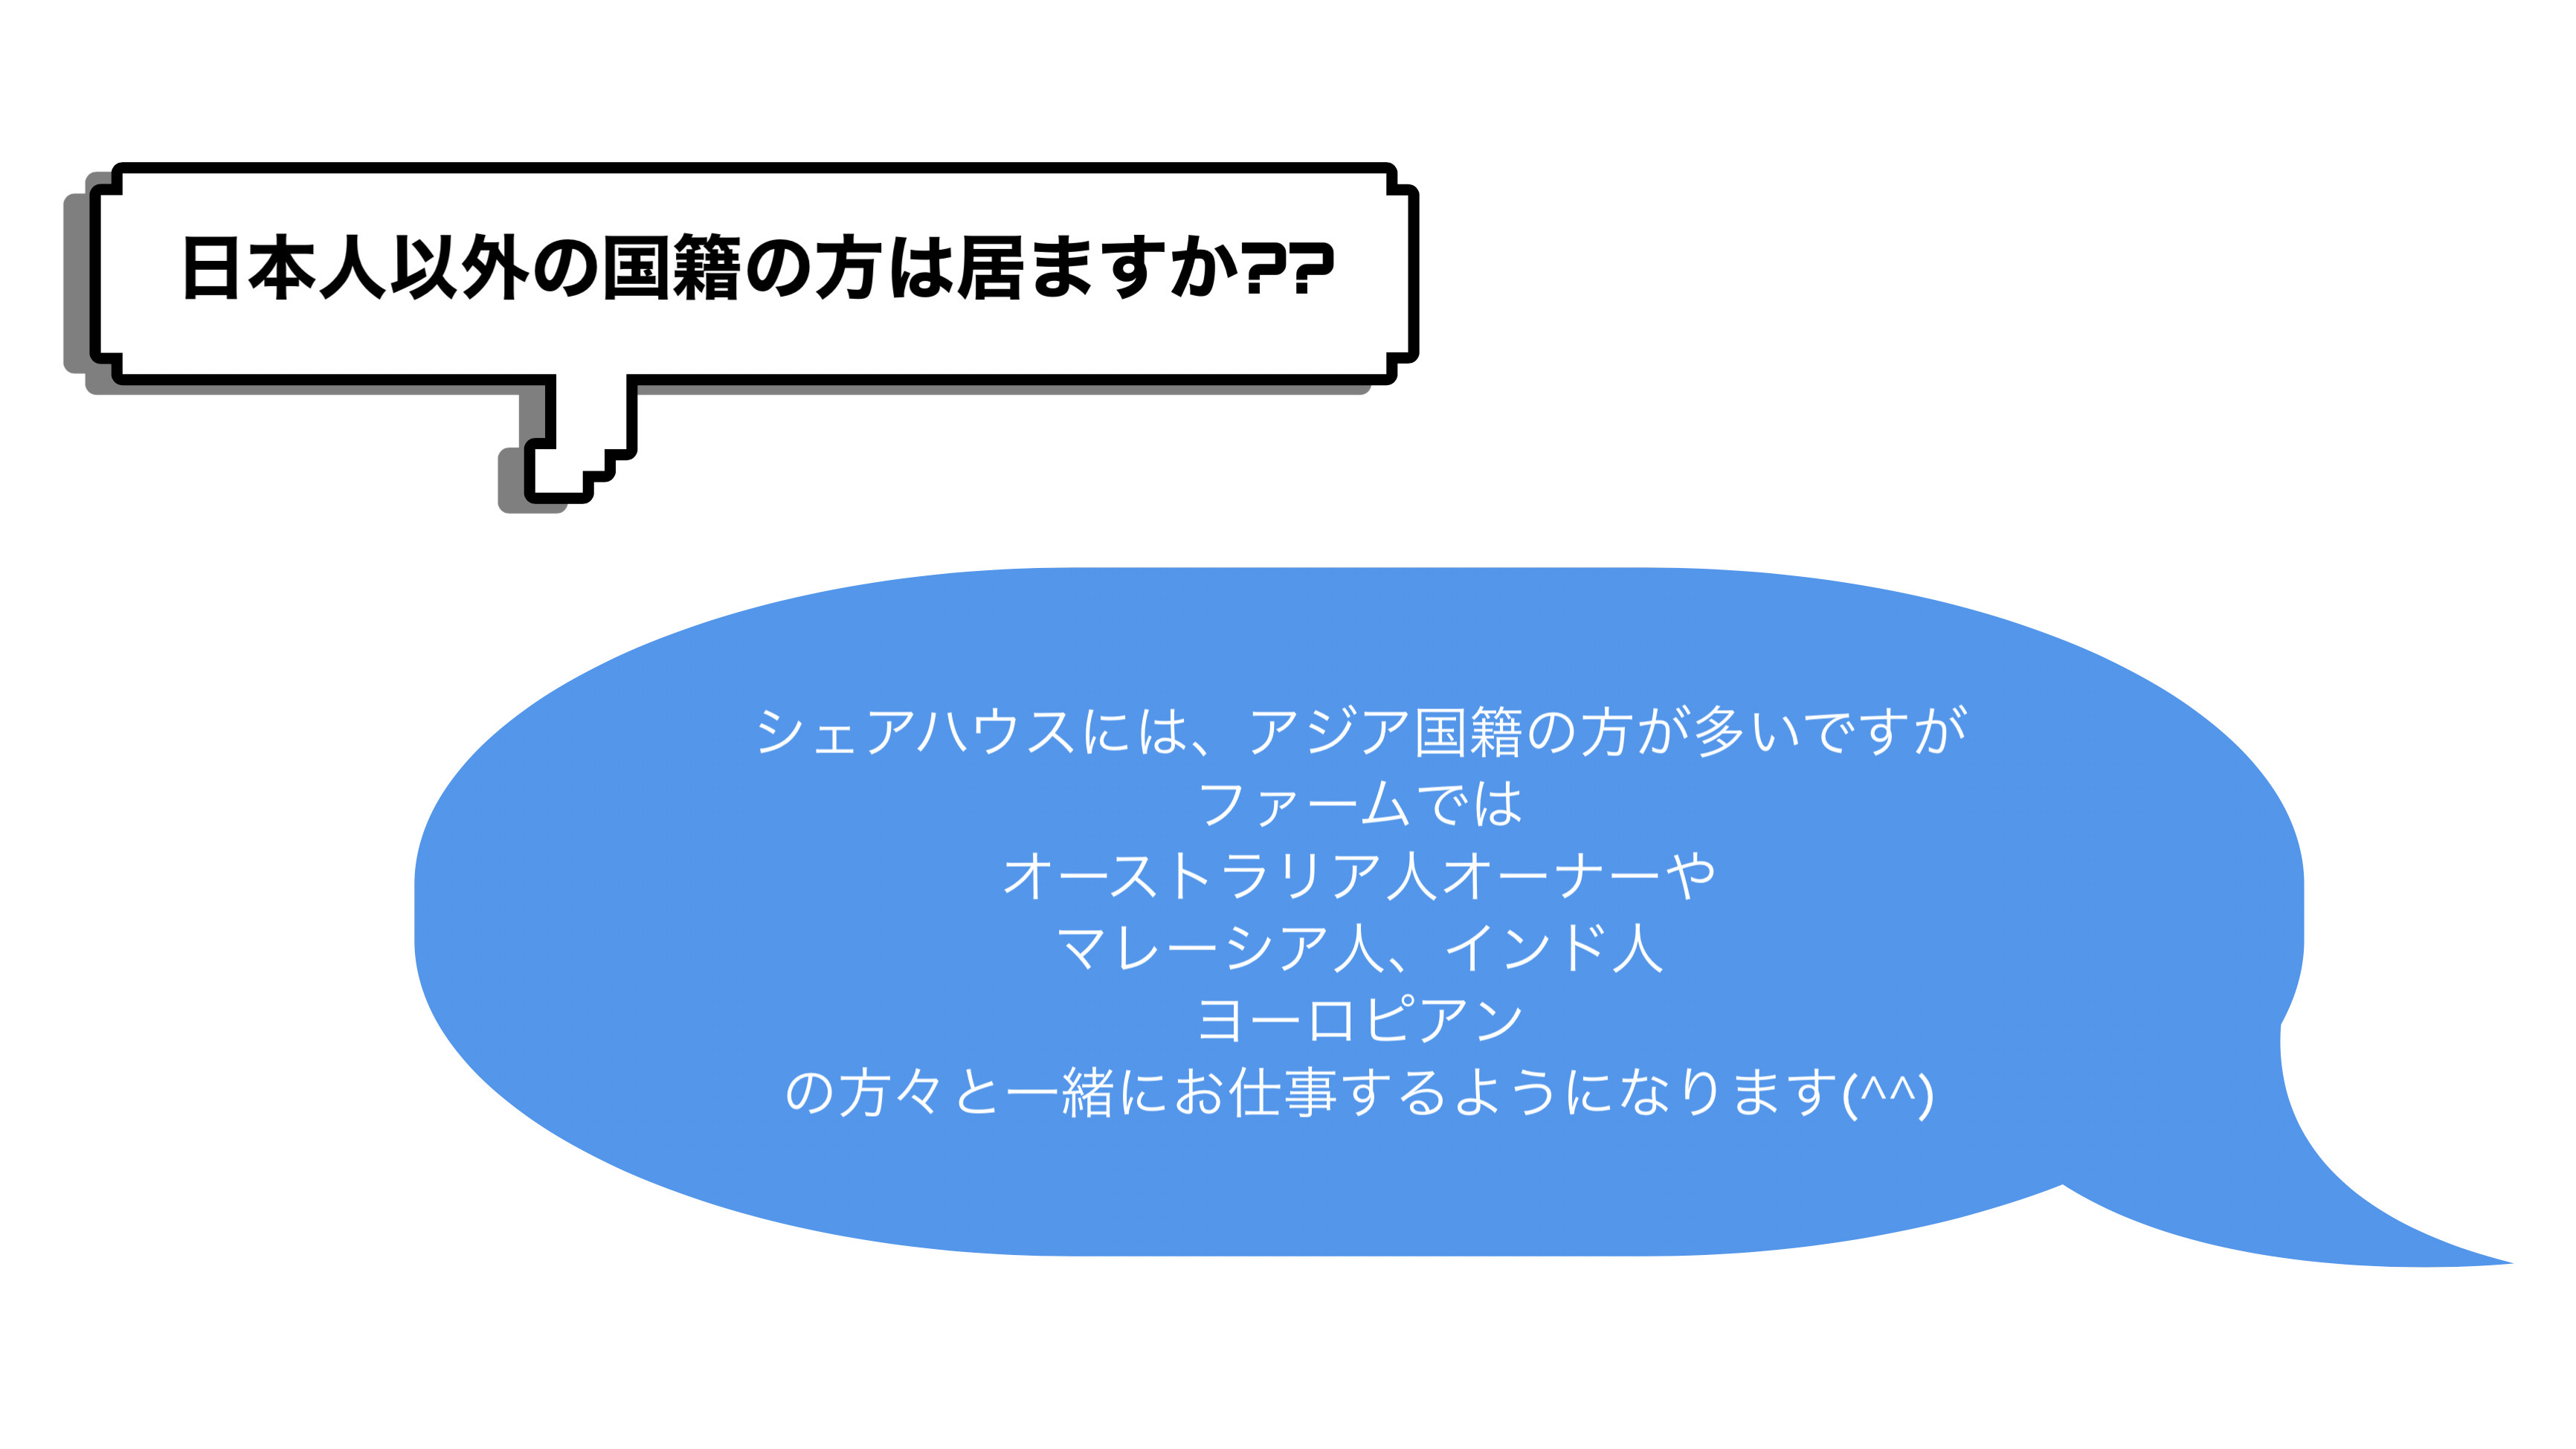 日本人以外の国籍の方は居ますか??
シェアハウスには、アジア国籍の方が多いですが
ファームでは
オーストラリア人オーナーや
マレーシア人、インド人
ヨーロピアン
の方々と一緒にお仕事するようになります(^^)